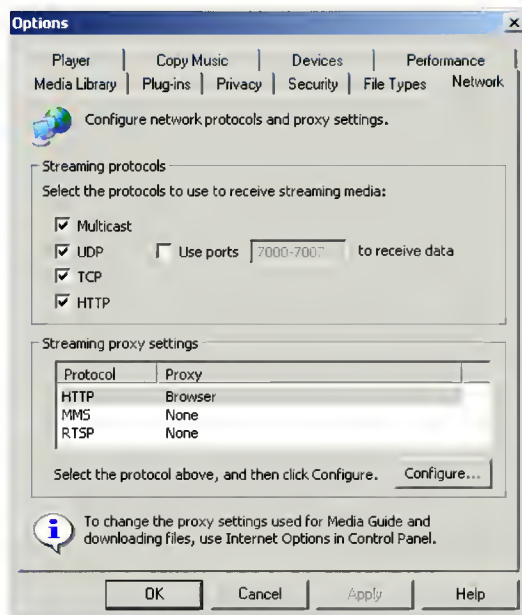 Options
Player Copy Music Devices Performance
Media Library Plug-ins Privacy Security File Types Network
Configure network protocols and proxy settings.
Streaming protocols
Select the protocols to use to receive streaming media:
Multicast
UDP Use ports 7000-7007 to receive data
TCP
HTTP
Streaming proxy settings
Protocol Proxy
HTTP Browser
MMS None
RTSP None
Select the protocol above, and then click Configure. Configure...
To change the proxy settings used for Media Guide and
downloading files, use Internet Options in Control Panel.
OK Cancel Apply Help